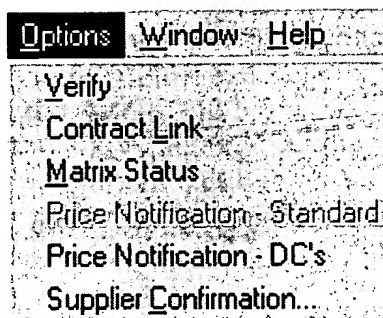 Options Window Help
Verify
Contract Link
Matrix Status
Price Notification - Standard
Price Notification - DC's
Supplier Confirmation...